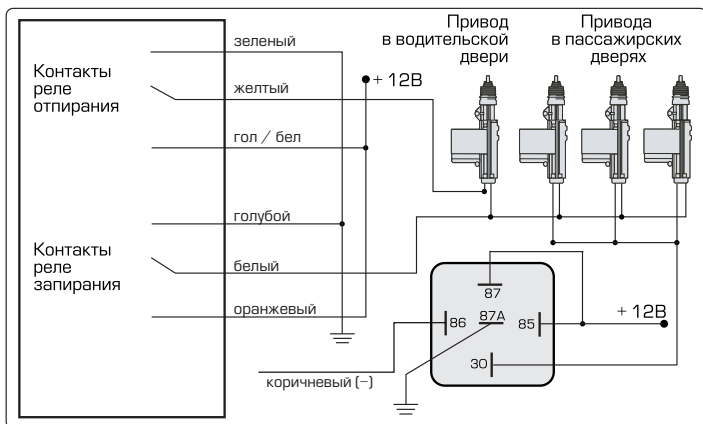 Привод
в водительской
двери
Привода
в пассажирских
дверях
Контакты
реле
отпирания
зеленый
+ 12В
желтый
гол / бел
голубой
Контакты
реле
запирания
белый
оранжевый
коричневый (–)
87
87А
86
85
30
+ 12В